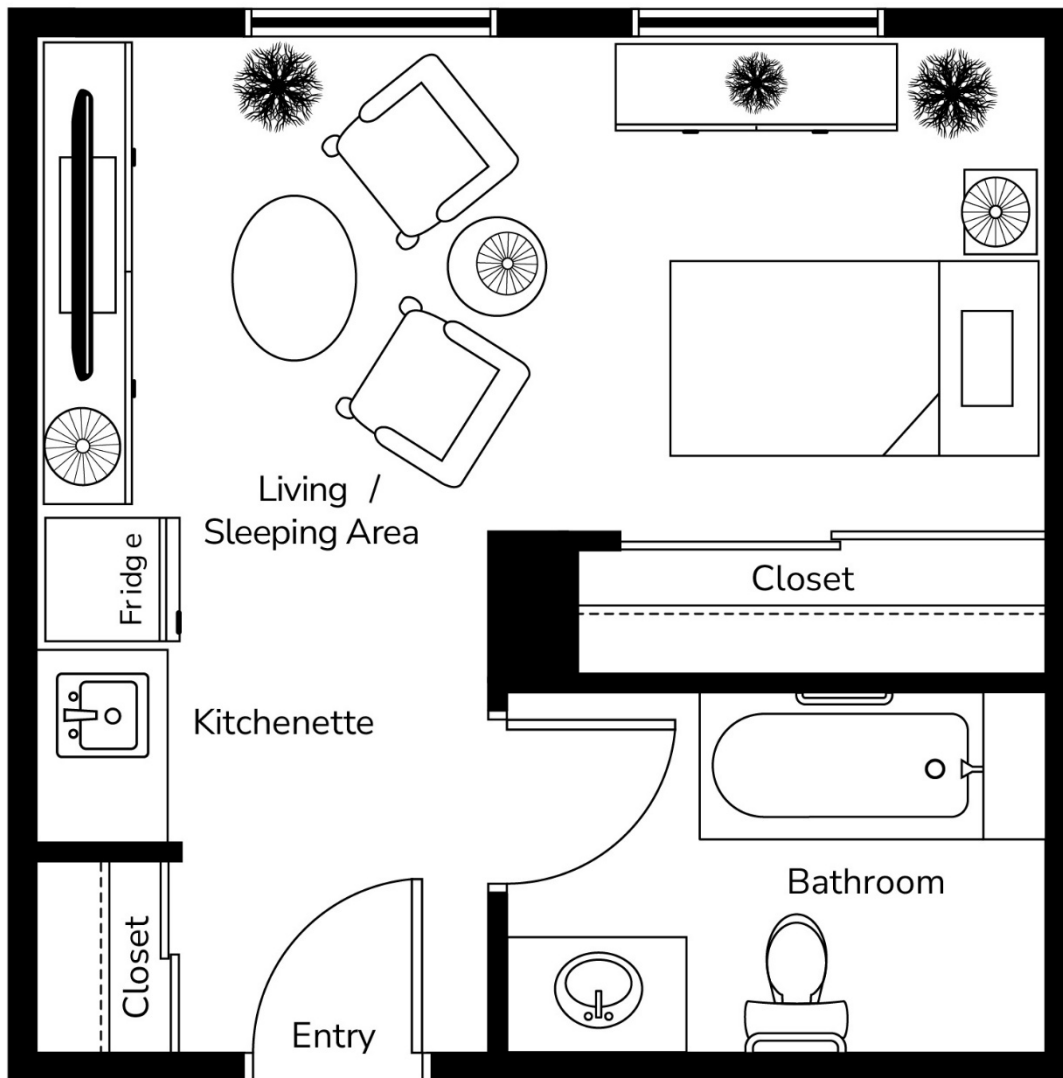 Living /
Sleeping Area
Fridge
Closet
Kitchenette
Bathroom
Closet
Entry